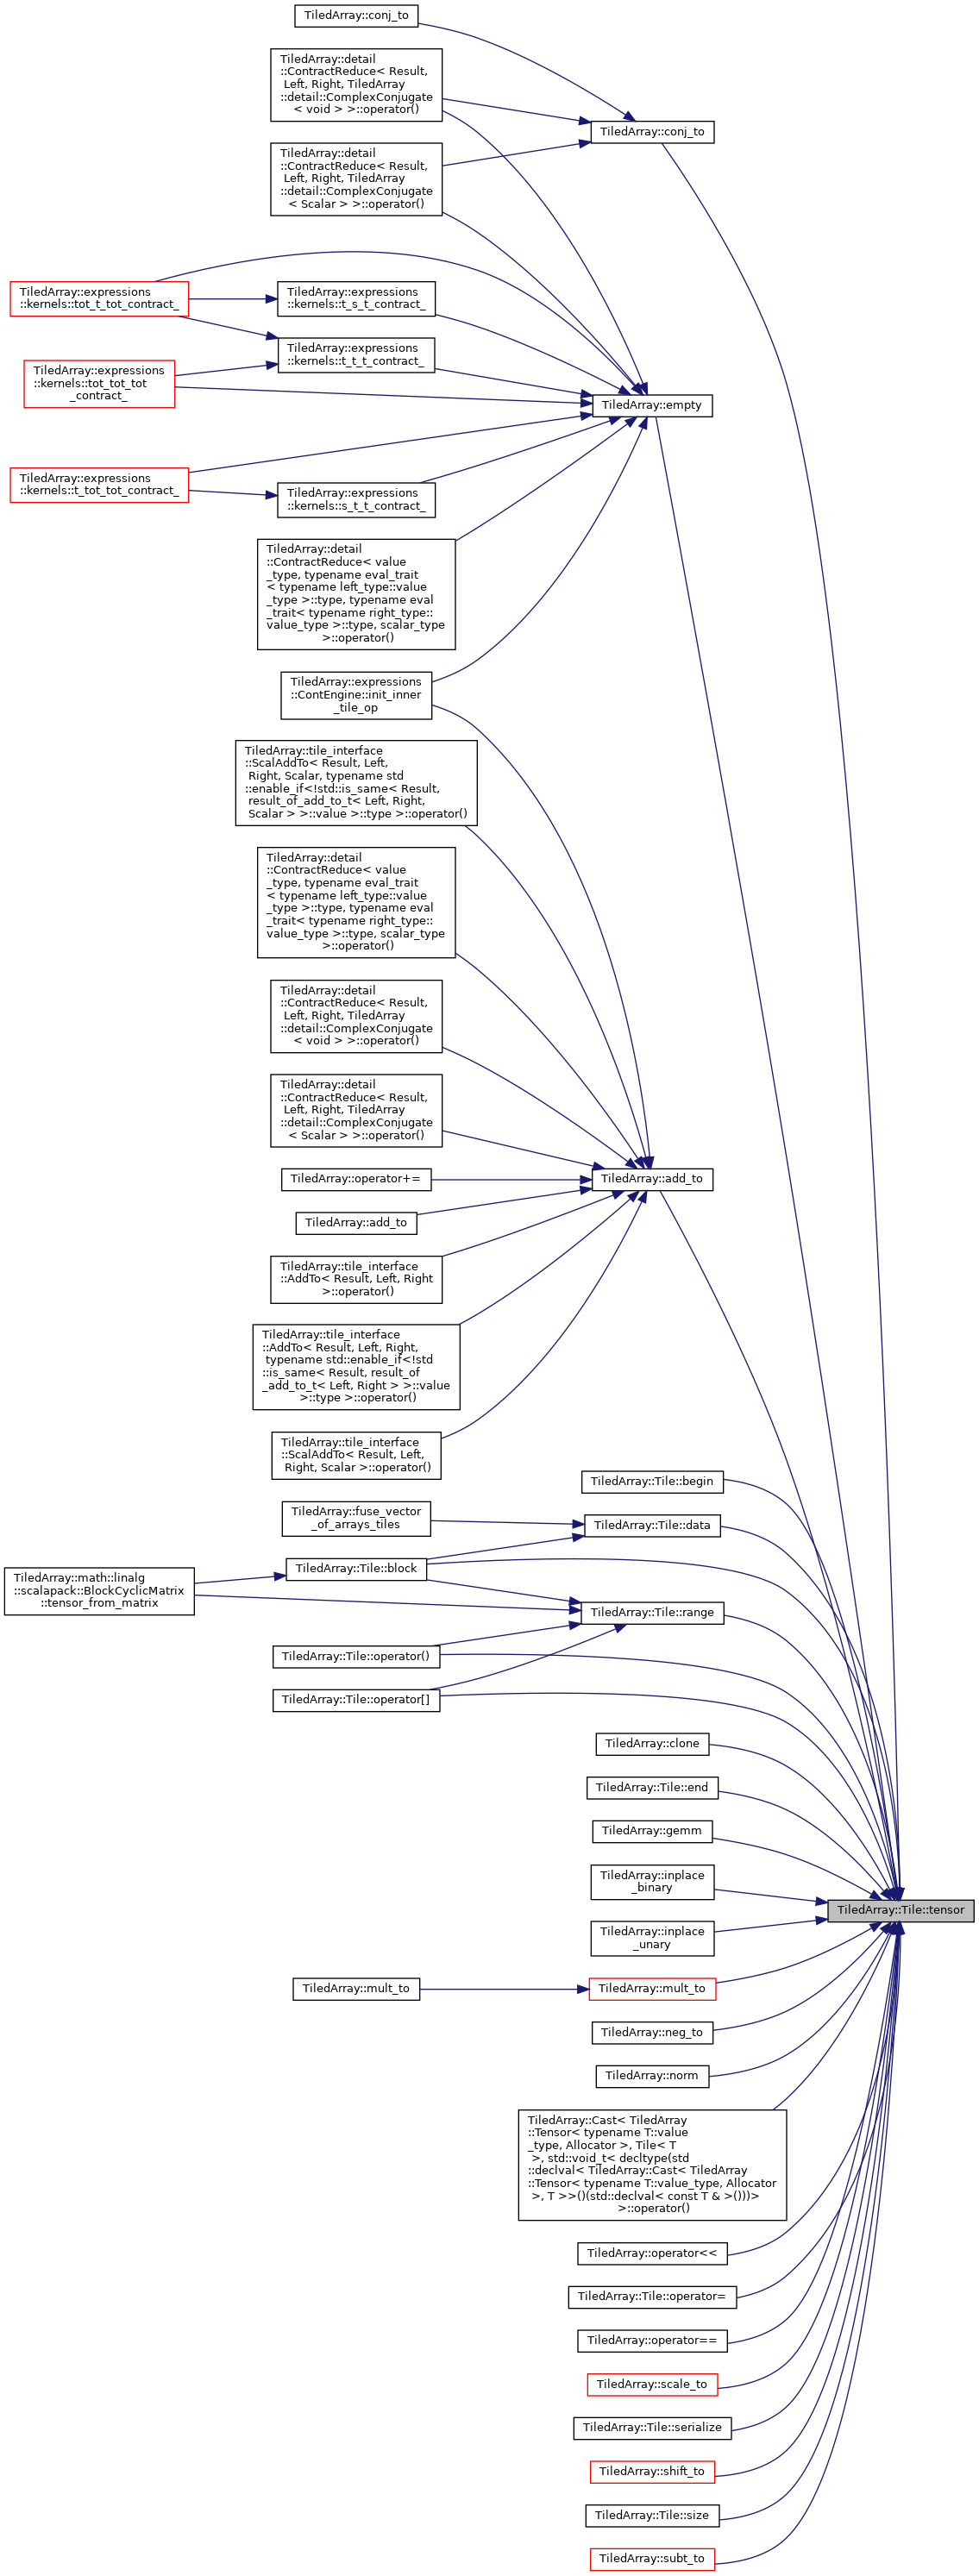 TiledArray::conj_to
TiledArray::detail
::ContractReduce< Result,
Left, Right, TiledArray
::detail::ComplexConjugate
< void > >::operator()
TiledArray::conj_to
TiledArray::detail
::ContractReduce< Result,
Left, Right, TiledArray
::detail::ComplexConjugate
< Scalar > >::operator()
TiledArray::expressions
::kernels::tot_t_tot_contract_
TiledArray::expressions
::kernels::t_s_t_contract_
TiledArray::expressions
::kernels::t_t_t_contract_
TiledArray::expressions
::kernels::tot_tot_tot
_contract_
TiledArray::empty
TiledArray::expressions
::kernels::t_tot_tot_contract_
TiledArray::expressions
::kernels::s_t_t_contract_
TiledArray::detail
::ContractReduce< value
_type, typename eval_trait
< typename left_type::value
_type >::type, typename eval
_trait< typename right_type::
value_type >::type, scalar_type
>::operator()
TiledArray::expressions
::ContEngine::init_inner
_tile_op
TiledArray::tile_interface
::ScalAddTo< Result, Left,
Right, Scalar, typename std
::enable_if<!std::is_same< Result,
result_of_add_to_t< Left, Right,
Scalar > >::value >::type >::operator()
TiledArray::detail
::ContractReduce< value
_type, typename eval_trait
< typename left_type::value
_type >::type, typename eval
_trait< typename right_type::
value_type >::type, scalar_type
>::operator()
TiledArray::detail
::ContractReduce< Result,
Left, Right, TiledArray
::detail::ComplexConjugate
< void > >::operator()
TiledArray::detail
::ContractReduce< Result,
Left, Right, TiledArray
::detail::ComplexConjugate
< Scalar > >::operator()
TiledArray::operator+=
TiledArray::add_to
TiledArray::add_to
TiledArray::tile_interface
::AddTo< Result, Left, Right
>::operator()
TiledArray::tile_interface
::AddTo< Result, Left, Right,
typename std::enable_if<!std
::is_same< Result, result_of
_add_to_t< Left, Right > >::value
>::type >::operator()
TiledArray::tile_interface
::ScalAddTo< Result, Left,
Right, Scalar >::operator()
TiledArray::Tile::begin
TiledArray::fuse_vector
_of_arrays_tiles
TiledArray::Tile::data
TiledArray::math::linalg
::scalapack::BlockCyclicMatrix
::tensor_from_matrix
TiledArray::Tile::block
TiledArray::Tile::range
TiledArray::Tile::operator()
TiledArray::Tile::operator[]
TiledArray::clone
TiledArray::Tile::end
TiledArray::gemm
TiledArray::inplace
_binary
TiledArray::Tile::tensor
TiledArray::inplace
_unary
TiledArray::mult_to
TiledArray::mult_to
TiledArray::neg_to
TiledArray::norm
TiledArray::Cast< TiledArray
::Tensor< typename T::value
_type, Allocator >, Tile< T
>, std::void_t< decltype(std
::declval< TiledArray::Cast< TiledArray
::Tensor< typename T::value_type, Allocator
>, T >>()(std::declval< const T & >()))>
>::operator()
TiledArray::operator<<
TiledArray::Tile::operator=
TiledArray::operator==
TiledArray::scale_to
TiledArray::Tile::serialize
TiledArray::shift_to
TiledArray::Tile::size
TiledArray::subt_to